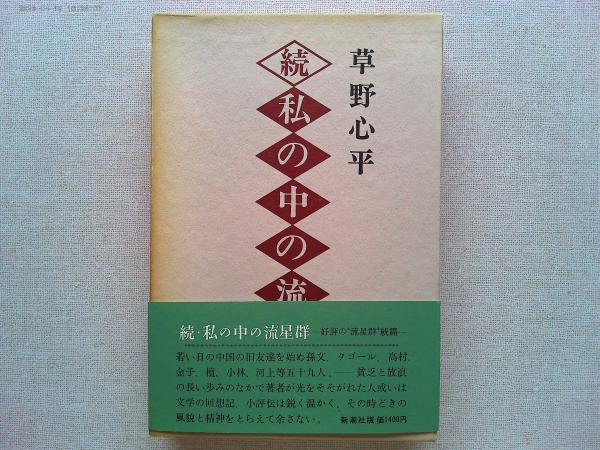 草野心平
続
私の中の流
続・私の中の流星群 ―好評の"流星群"続篇―
若い日の中国の旧友達を始め孫文、タゴール、高村、
金子、檀、小林、河上等五十九人。――貧乏と放浪
の長い歩みのなかで著者が光をそそがれた人或いは
文学の回想記、小評伝は鋭く温かく、その時どきの
風貌と精神をとらえて余さない。 新潮社版 価1400円